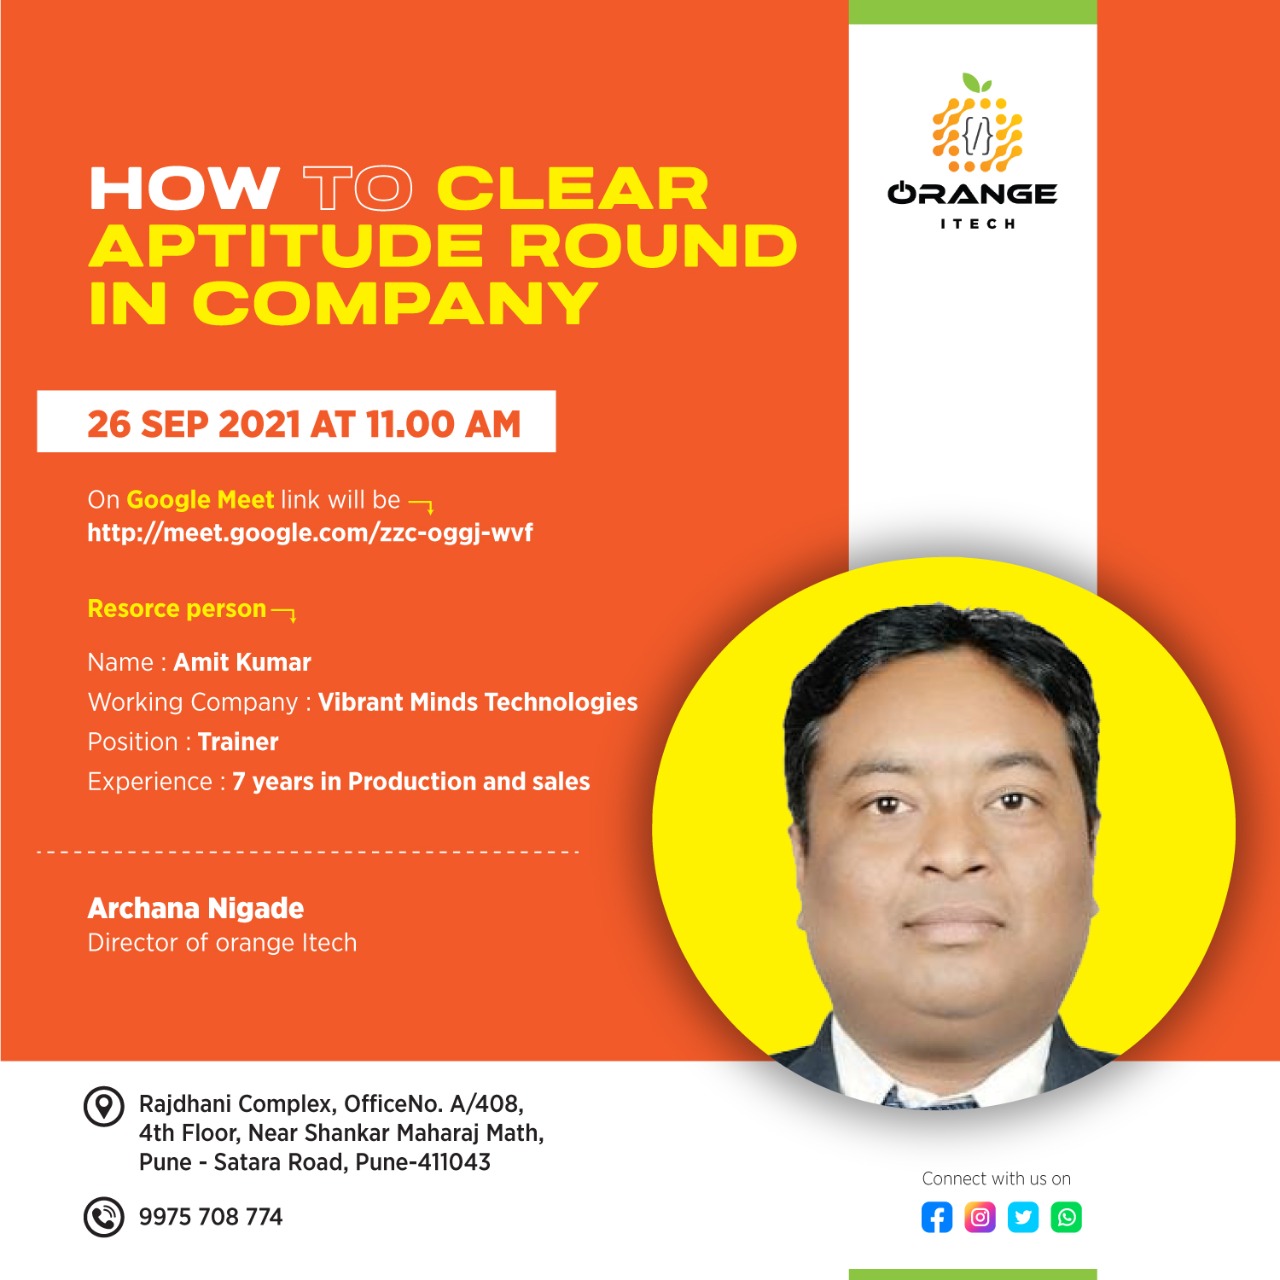 HOW TO CLEAR
APTITUDE ROUND
IN COMPANY
ORANGE
ITECH
26 SEP 2021 AT 11.00 AM
On Google Meet link will be
http://meet.google.com/zzc-oggj-wvf
Resorce person
Name : Amit Kumar
Working Company : Vibrant Minds Technologies
Position : Trainer
Experience : 7 years in Production and sales
Archana Nigade
Director of orange Itech
Rajdhani Complex, OfficeNo. A/408,
4th Floor, Near Shankar Maharaj Math,
Pune - Satara Road, Pune-411043
9975 708 774
Connect with us on